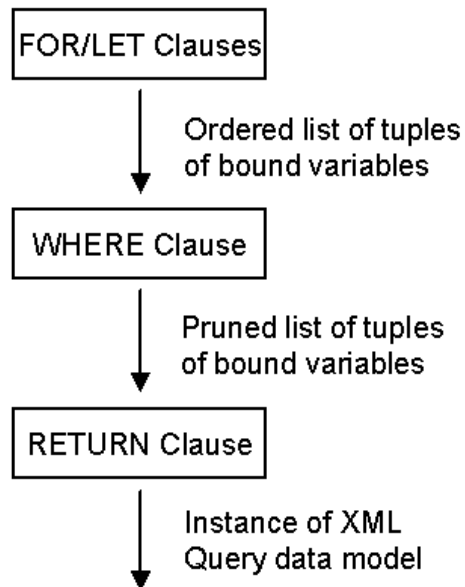 FOR/LET Clauses
Ordered list of tuples
of bound variables
WHERE Clause
Pruned list of tuples
of bound variables
RETURN Clause
Instance of XML
Query data model